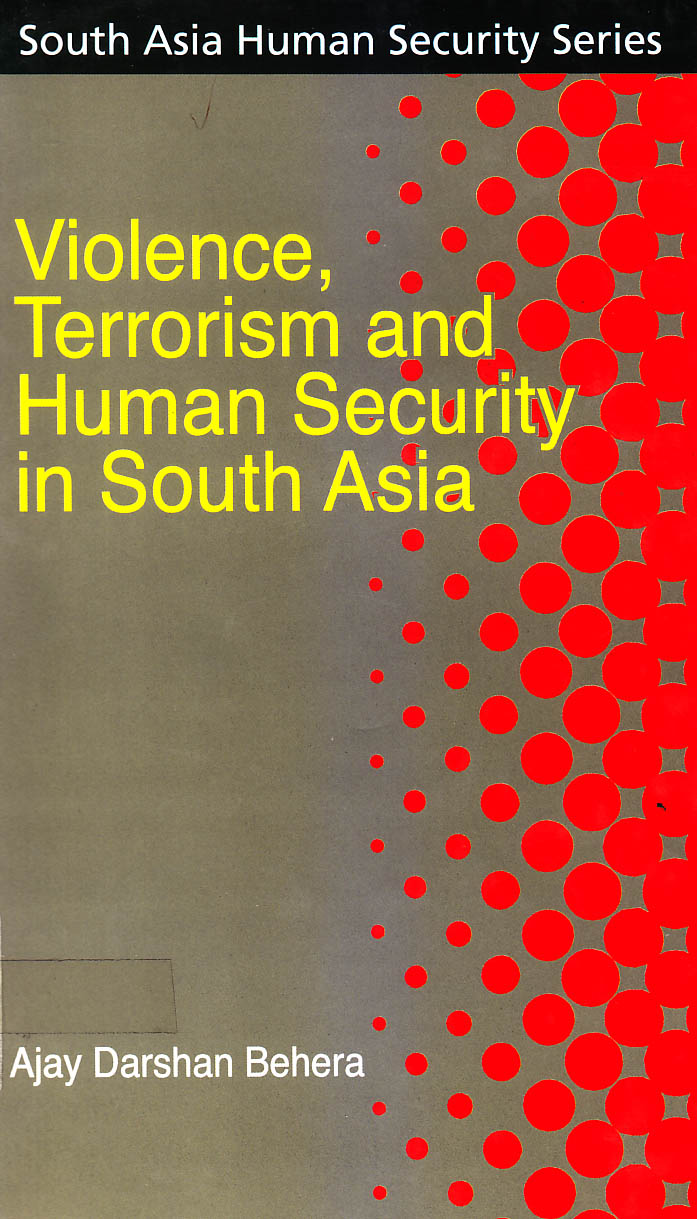 South Asia Human Security Series
Violence,
Terrorism and
Human Security
in South Asia
Ajay Darshan Behera